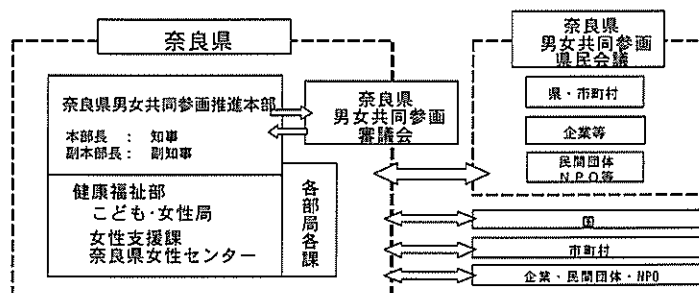 奈良県
奈良県男女共同参画推進本部
本部長 : 知事
副本部長: 副知事
健康福祉部
こども・女性局
女性支援課
奈良県女性センター
各部局各課
奈良県
男女共同参画
審議会
奈良県
男女共同参画
県民会議
県・市町村
企業等
民間団体
N.P.O等
国
市町村
企業・民間団体・NPO